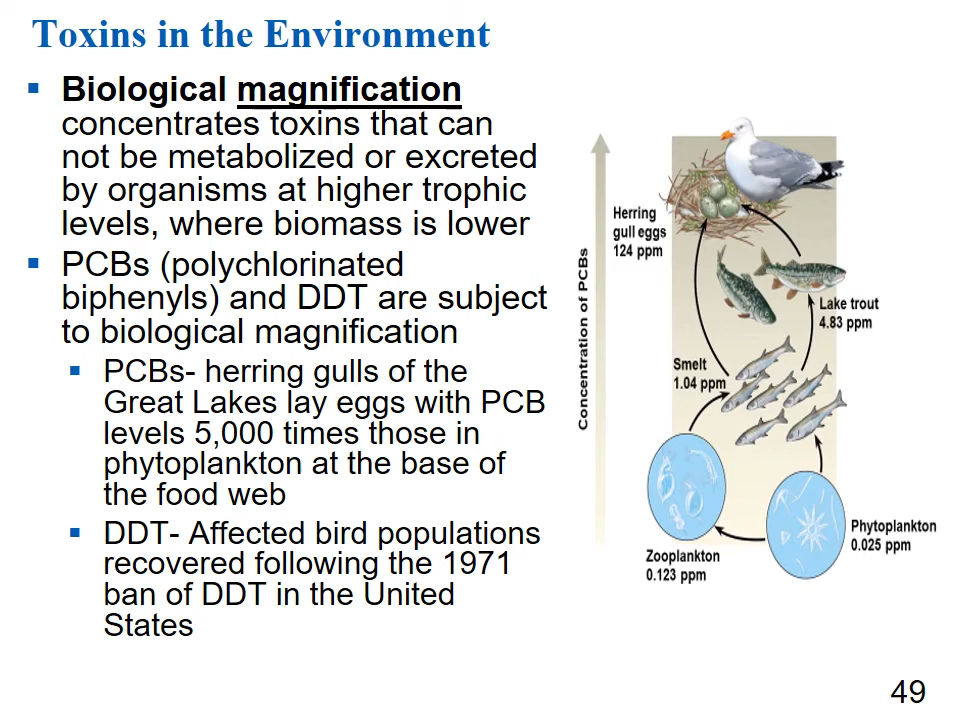 Toxins in the Environment
▪ Biological magnification
concentrates toxins that can
not be metabolized or excreted
by organisms at higher trophic
levels, where biomass is lower
▪ PCBs (polychlorinated
biphenyls) and DDT are subject
to biological magnification
▪ PCBs- herring gulls of the
Great Lakes lay eggs with PCB
levels 5,000 times those in
phytoplankton at the base of
the food web
▪ DDT- Affected bird populations
recovered following the 1971
ban of DDT in the United
States
Concentration of PCBs
Herring
gull eggs
124 ppm
Lake trout
4.83 ppm
Smelt
1.04 ppm
Phytoplankton
0.025 ppm
Zooplankton
0.123 ppm
49